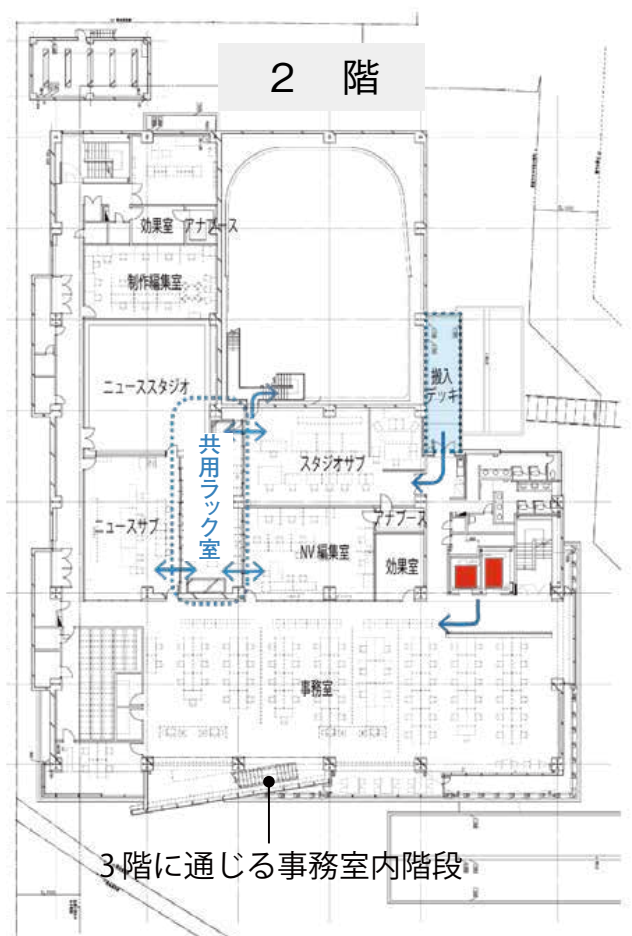 2 階
効果室
アナブース
制作編集室
搬入
デッキ
ニューススタジオ
共用ラック室
スタジオサブ
ニュースサブ
アナブース
NV編集室
効果室
事務室
3階に通じる事務室内階段